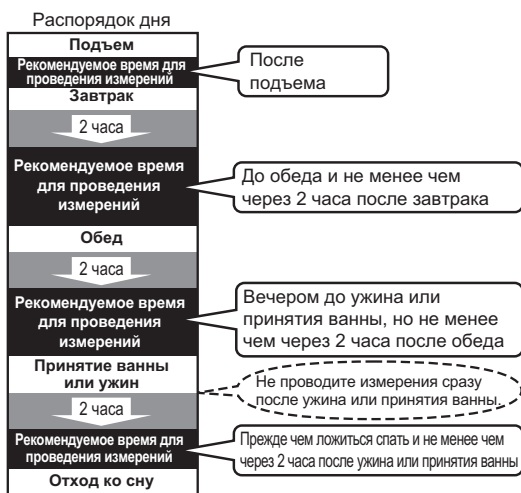 Распорядок дня
Подъем
Рекомендуемое время для
проведения измерений
После
подъема
Завтрак
2 часа
Рекомендуемое время
для проведения
измерений
До обеда и не менее чем
через 2 часа после завтрака
Обед
2 часа
Рекомендуемое время
для проведения
измерений
Вечером до ужина или
принятия ванны, но не менее
чем через 2 часа после обеда
Принятие ванны
или ужин
Не проводите измерения сразу
после ужина или принятия ванны.
2 часа
Рекомендуемое время для
проведения измерений
Прежде чем ложиться спать и не менее чем
через 2 часа после ужина или принятия ванны
Отход ко сну